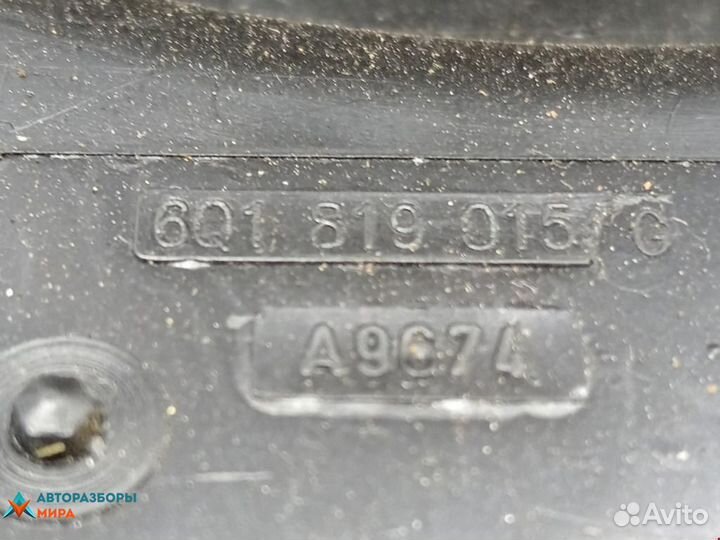 6Q1 819 015 G
A9674
АВТОРАЗБОРЫ
МИРА
Avito